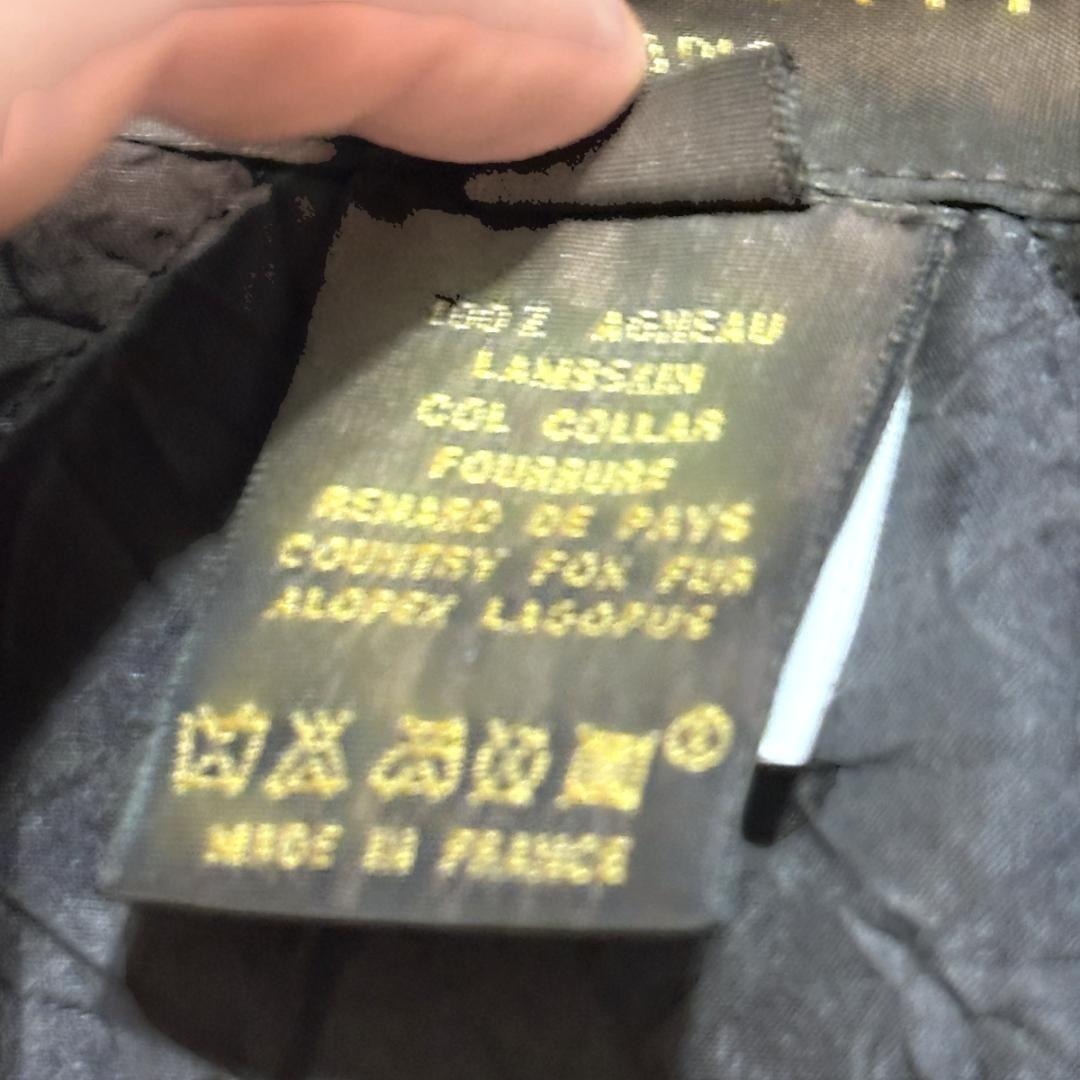 100% AGNEAU
LAMBSKIN
COL COLLAR
FOURRURE
RENARD DE PAYS
COUNTRY FOX FUR
ALOPEX LAGOPUS
MADE IN FRANCE